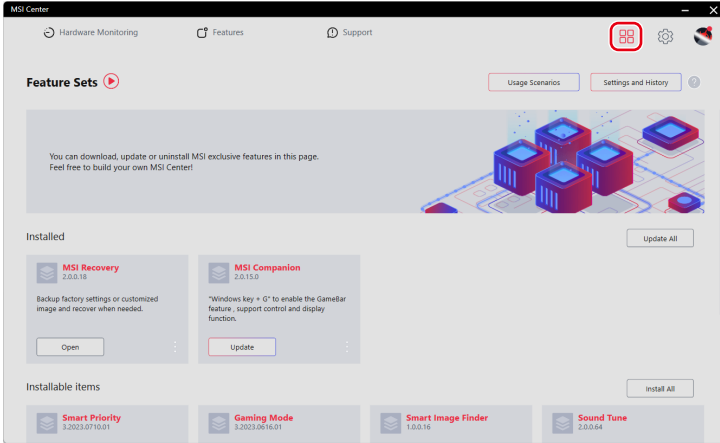 MSI Center
Hardware Monitoring
Features
Support
Feature Sets
Usage Scenarios
Settings and History
?
You can download, update or uninstall MSI exclusive features in this page.
Feel free to build your own MSI Center!
Installed
Update All
MSI Recovery
2.0.0.18
Backup factory settings or customized
image and recover when needed.
Open
MSI Companion
2.0.15.0
"Windows key + G" to enable the GameBar
feature , support control and display
function.
Update
Installable items
Install All
Smart Priority
3.2023.0710.01
Gaming Mode
3.2023.0616.01
Smart Image Finder
1.0.0.16
Sound Tune
2.0.0.64